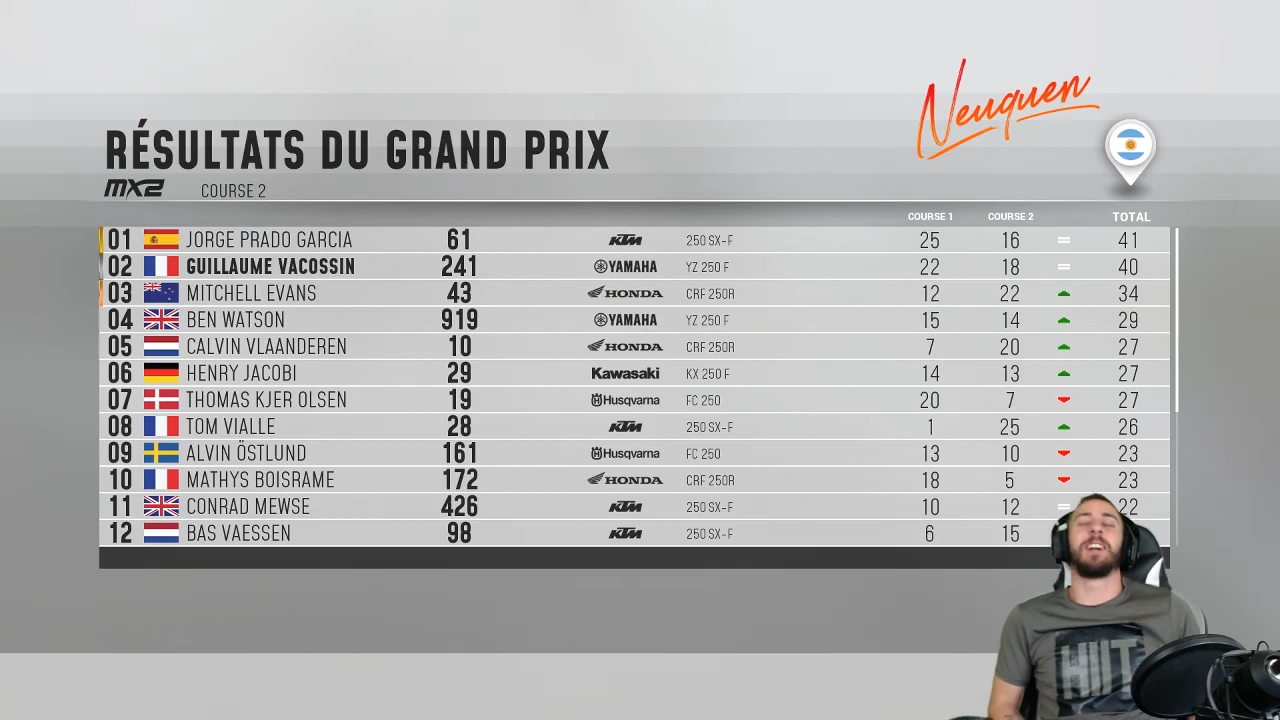 Neuquen
RÉSULTATS DU GRAND PRIX
MX2 COURSE 2
COURSE 1 COURSE 2 TOTAL
01 JORGE PRADO GARCIA 61 KTM 250 SX-F 25 16 41
02 GUILLAUME VACOSSIN 241 YAMAHA YZ 250 F 22 18 40
03 MITCHELL EVANS 43 HONDA CRF 250R 12 22 34
04 BEN WATSON 919 YAMAHA YZ 250 F 15 14 29
05 CALVIN VLAANDEREN 10 HONDA CRF 250R 7 20 27
06 HENRY JACOBI 29 Kawasaki KX 250 F 14 13 27
07 THOMAS KJER OLSEN 19 Husqvarna FC 250 20 7 27
08 TOM VIALLE 28 KTM 250 SX-F 1 25 26
09 ALVIN ÖSTLUND 161 Husqvarna FC 250 13 10 23
10 MATHYS BOISRAME 172 HONDA CRF 250R 18 5 23
11 CONRAD MEWSE 426 KTM 250 SX-F 10 12 22
12 BAS VAESSEN 98 KTM 250 SX-F 6 15
HIIT